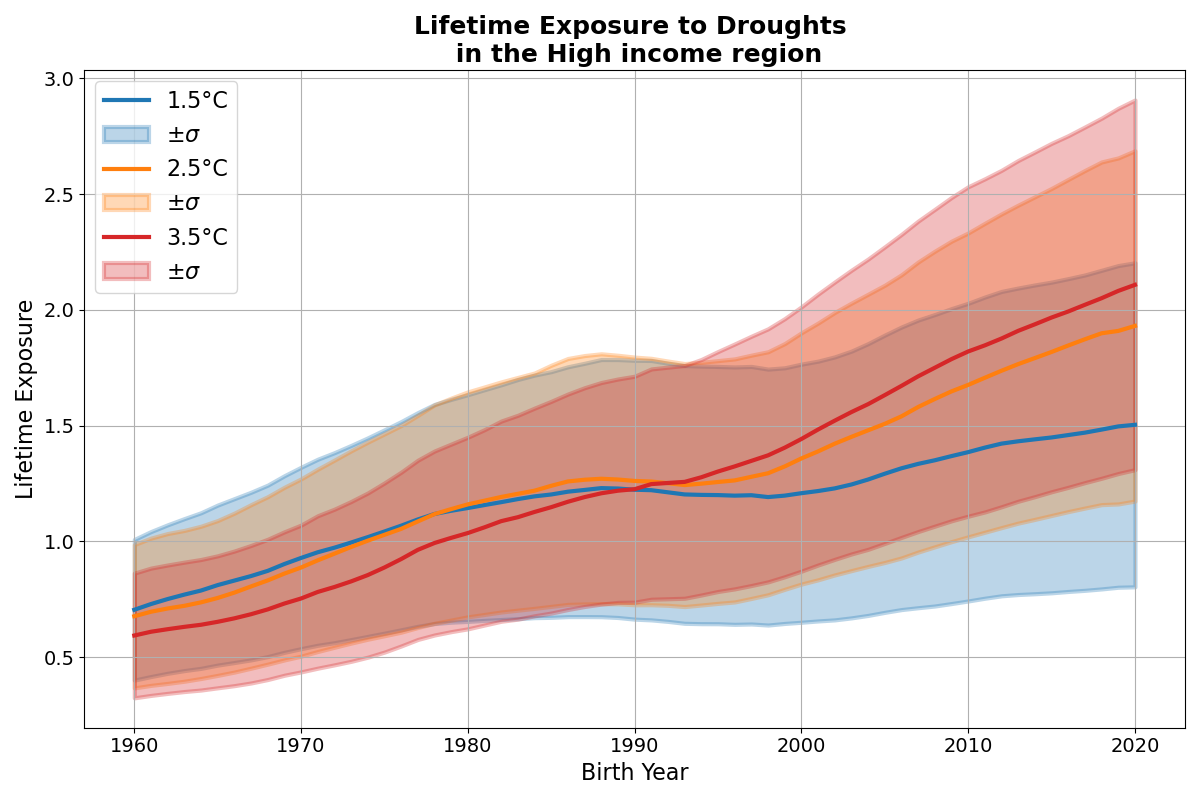 Lifetime Exposure to Droughts
in the High income region
3.0
2.5
2.0
1.5
1.0
0.5
Lifetime Exposure
1.5°C
±σ
2.5°C
±σ
3.5°C
±σ
1960 1970 1980 1990 2000 2010 2020
Birth Year